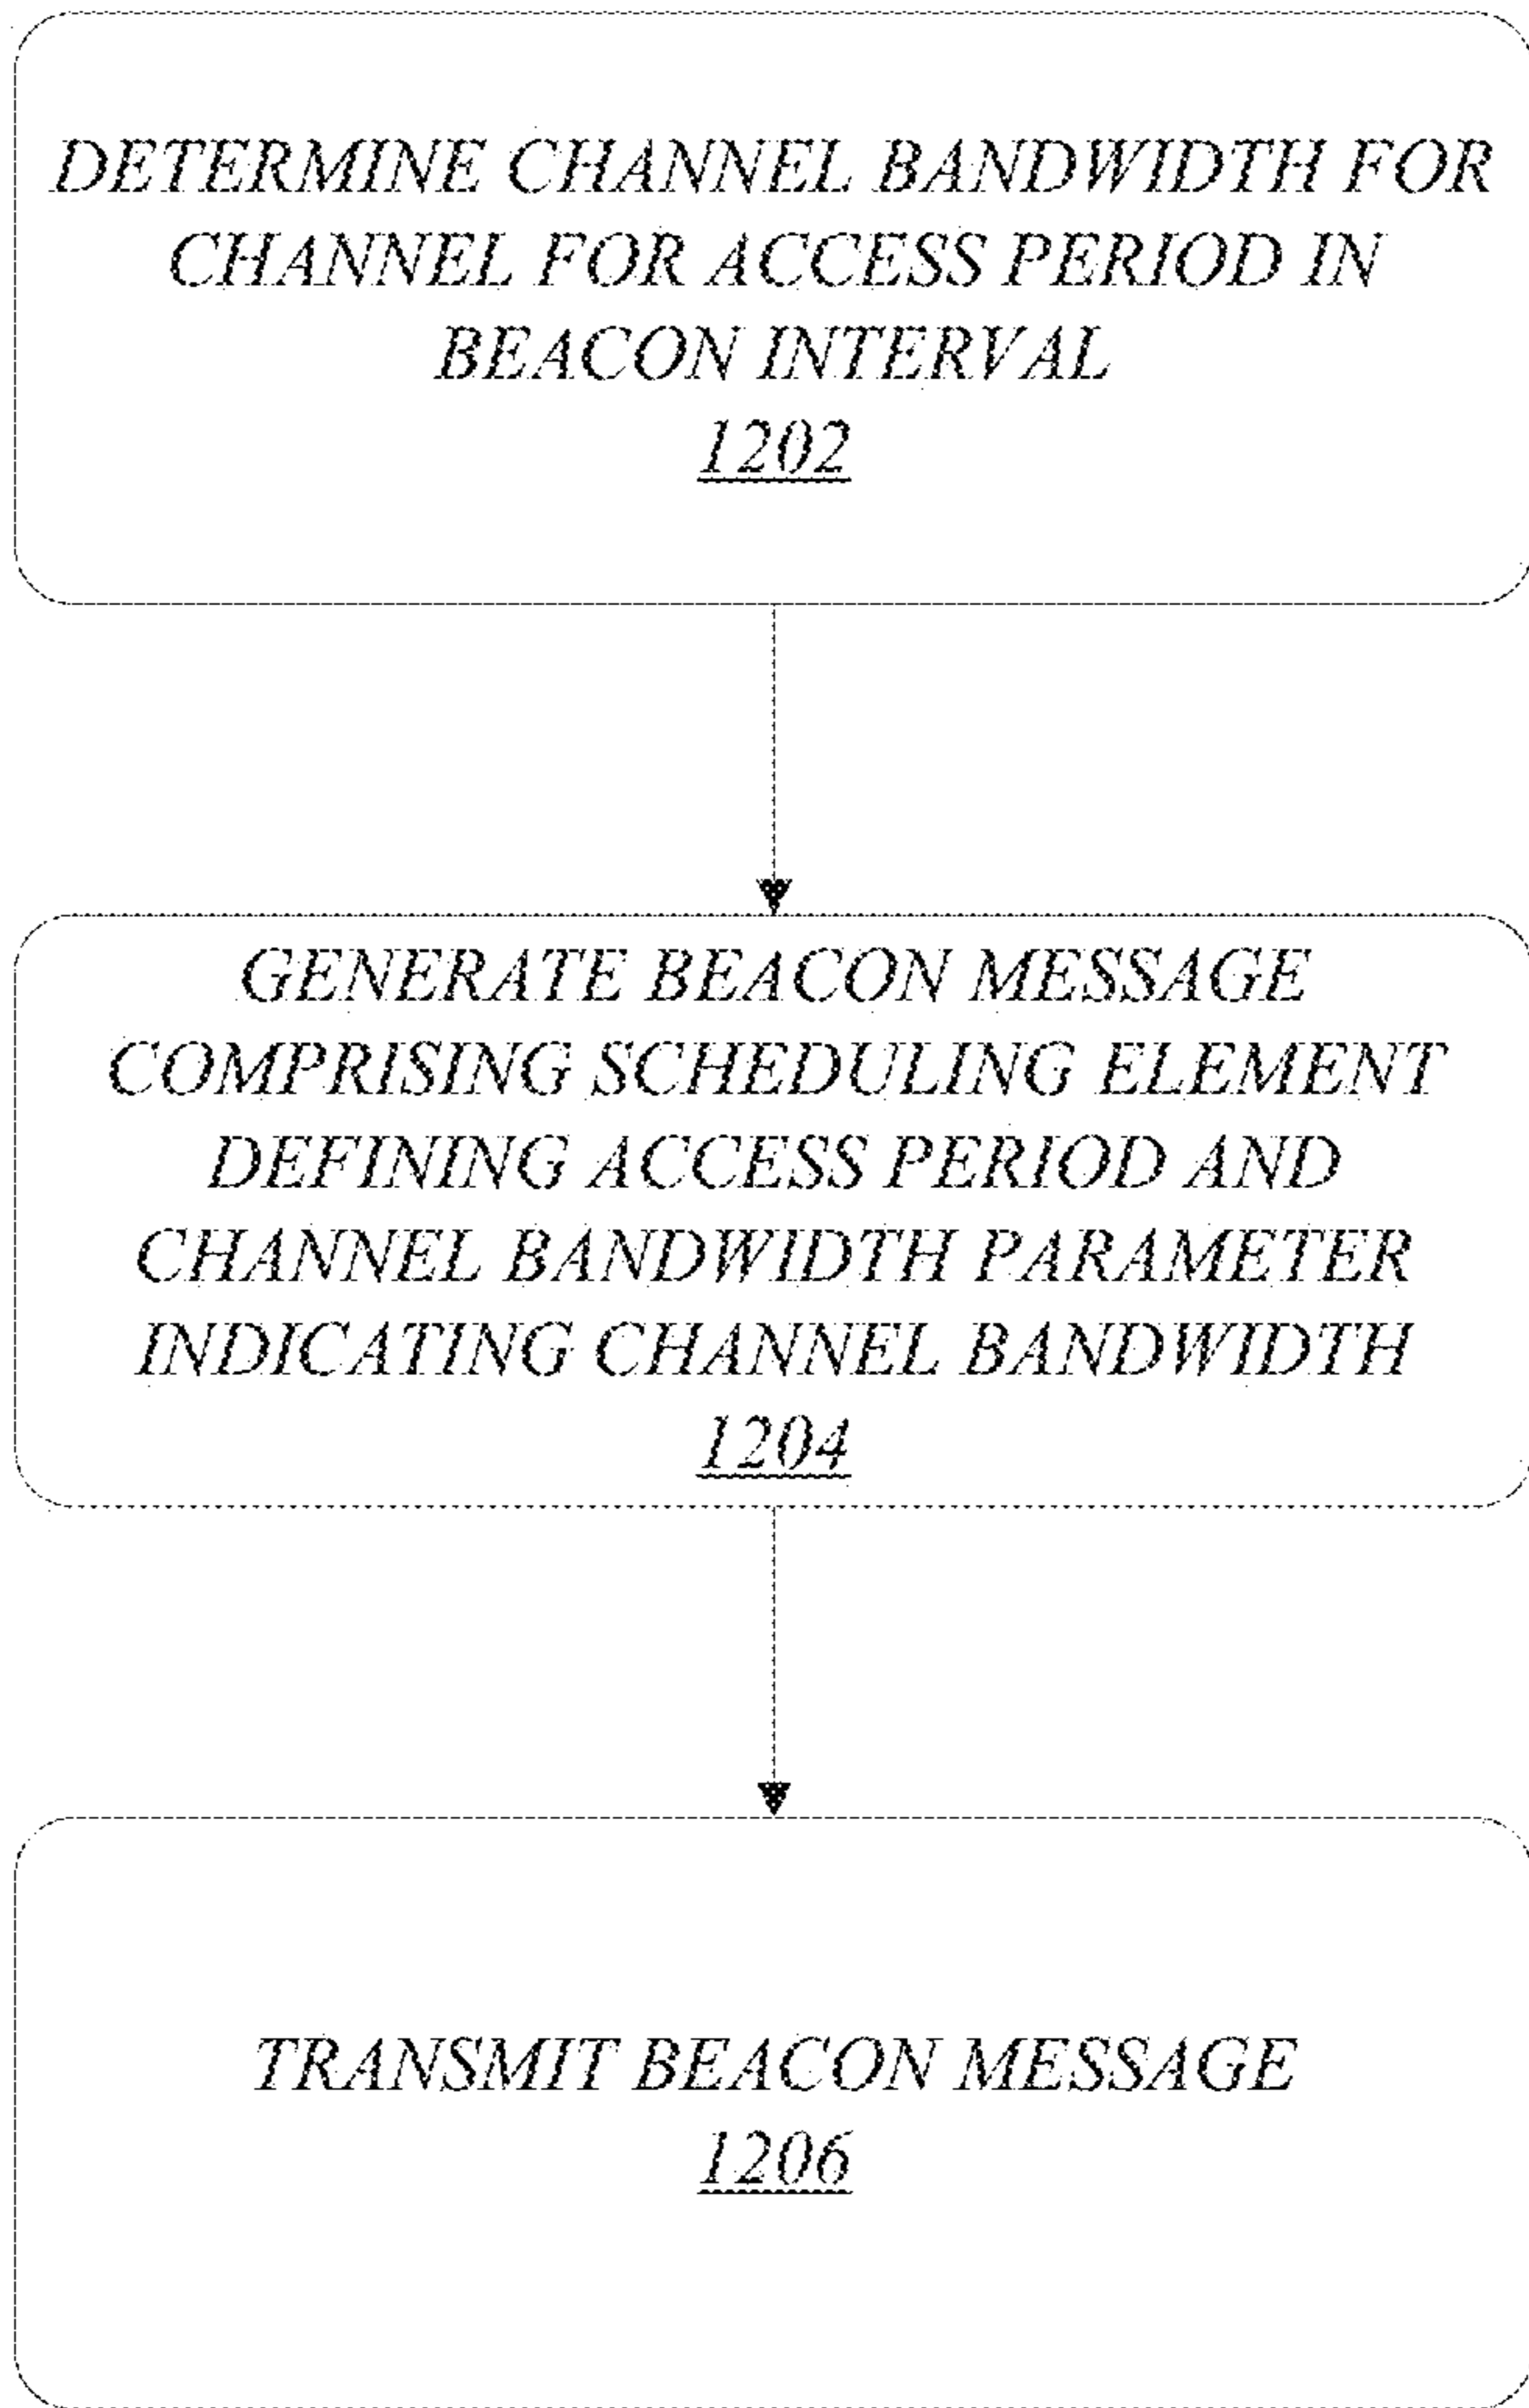 DETERMINE CHANNEL BANDWIDTH FOR
CHANNEL FOR ACCESS PERIOD IN
BEACON INTERVAL
1202
GENERATE BEACON MESSAGE
COMPRISING SCHEDULING ELEMENT
DEFINING ACCESS PERIOD AND
CHANNEL BANDWIDTH PARAMETER
INDICATING CHANNEL BANDWIDTH
1204
TRANSMIT BEACON MESSAGE
1206